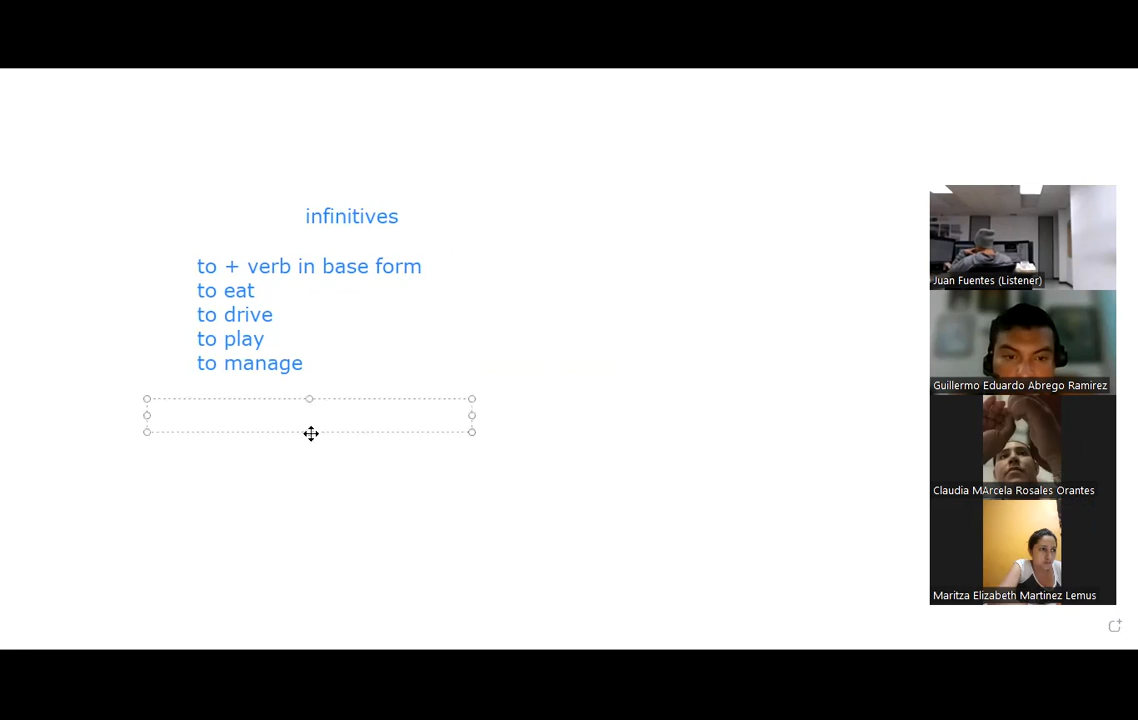 infinitives
to + verb in base form
to eat
to drive
to play
to manage
Juan Fuentes (Listener)
Guillermo Eduardo Abrego Ramirez
Claudia MArcela Rosales Orantes
Maritza Elizabeth Martinez Lemus